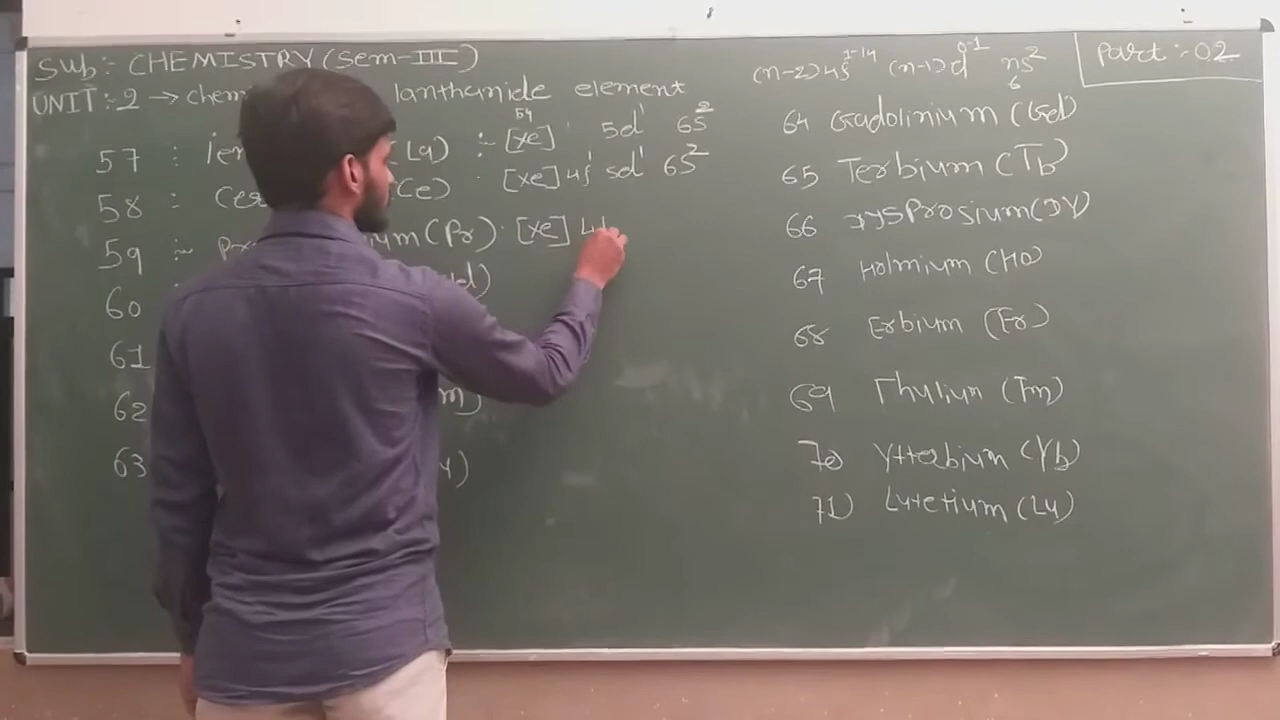 Sub:- CHEMISTRY (Sem-III)
UNIT:-2 → chem lanthanide element
57 : (La) :- [Xe]⁵⁴ 5d¹ 6s²
58 : (Ce) : [Xe] 4f¹ 5d¹ 6s²
59 :- ium (Pr) : [Xe] 4f
60
61
62 m)
63 4)
Part :- 02
(n-2) 4f¹⁻¹⁴ (n-1) d⁰⁻¹ ns²
6
64 Gadolinium (Gd)
65 Terbium (Tb)
66 Dysprosium (Dy)
67 Holmium (Ho)
68 Erbium (Er)
69 Thulium (Tm)
70) Ytterbium (Yb)
71) Lutetium (Lu)